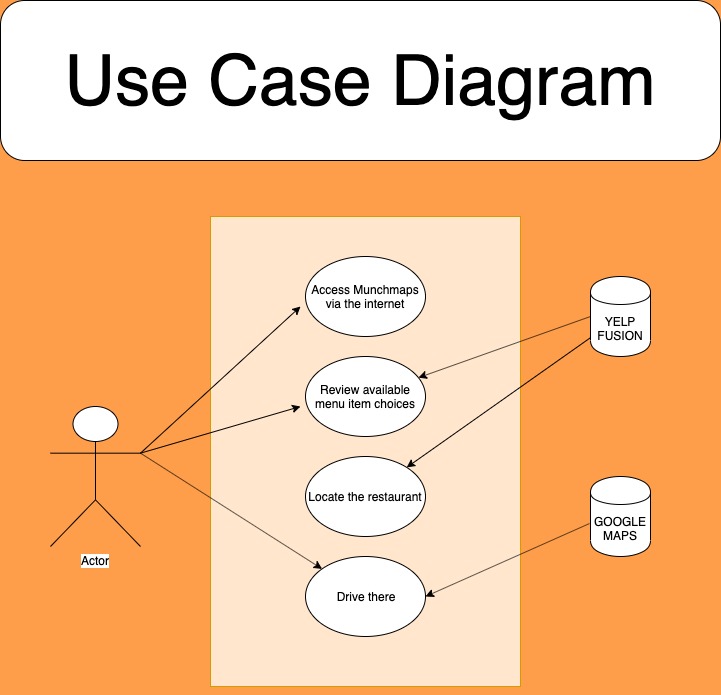 Use Case Diagram
Access Munchmaps
via the internet
YELP
FUSION
Review available
menu item choices
Locate the restaurant
GOOGLE
MAPS
Actor
Drive there